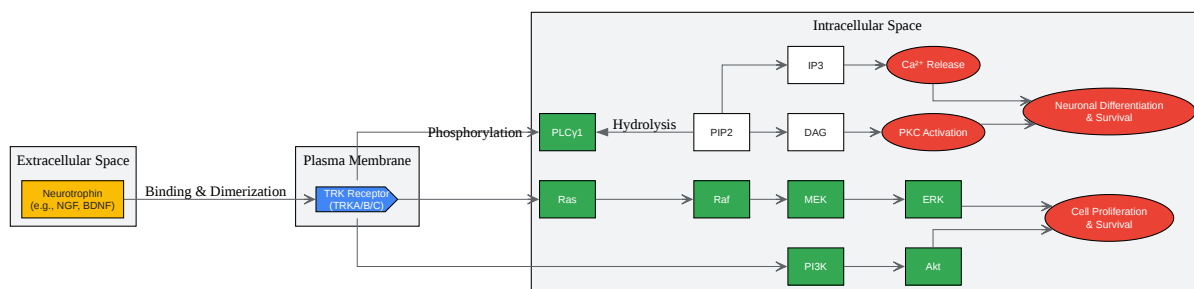 Intracellular Space
IP3
Ca²⁺ Release
Neuronal Differentiation
& Survival
Phosphorylation
PLCγ1
Hydrolysis
PIP2
DAG
PKC Activation
Extracellular Space
Plasma Membrane
Neurotrophin
(e.g., NGF, BDNF)
Binding & Dimerization
TRK Receptor
(TRKA/B/C)
Ras
Raf
MEK
ERK
Cell Proliferation
& Survival
PI3K
Akt